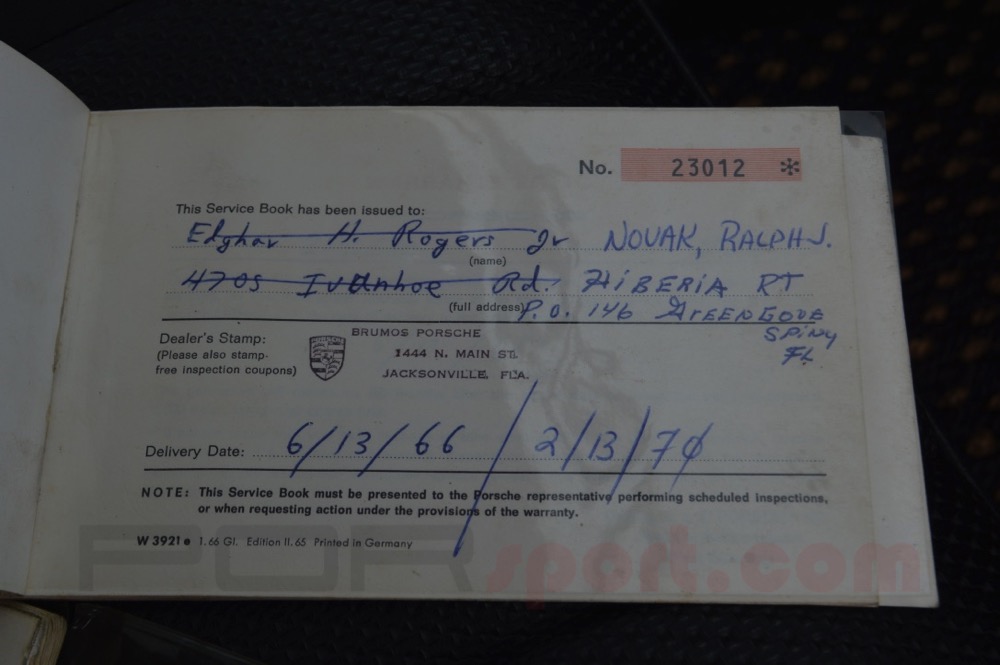 No. 23012 *
This Service Book has been issued to:
Edghar H. Rogers Jr NOVAK, RALPH J.
(name)
4705 Ivanhoe Rd. HIBERIA RT
(full address) P.O. 146 GREEN GOVE
SPINY
FL
Dealer's Stamp:
(Please also stamp-
free inspection coupons)
BRUMOS PORSCHE
1444 N. MAIN ST.
JACKSONVILLE, FLA.
Delivery Date: 6/13/66 / 2/13/70
NOTE: This Service Book must be presented to the Porsche representative performing scheduled inspections,
or when requesting action under the provisions of the warranty.
W 3921 e 1.66 Gl. Edition II.65 Printed in Germany
PORsport.com